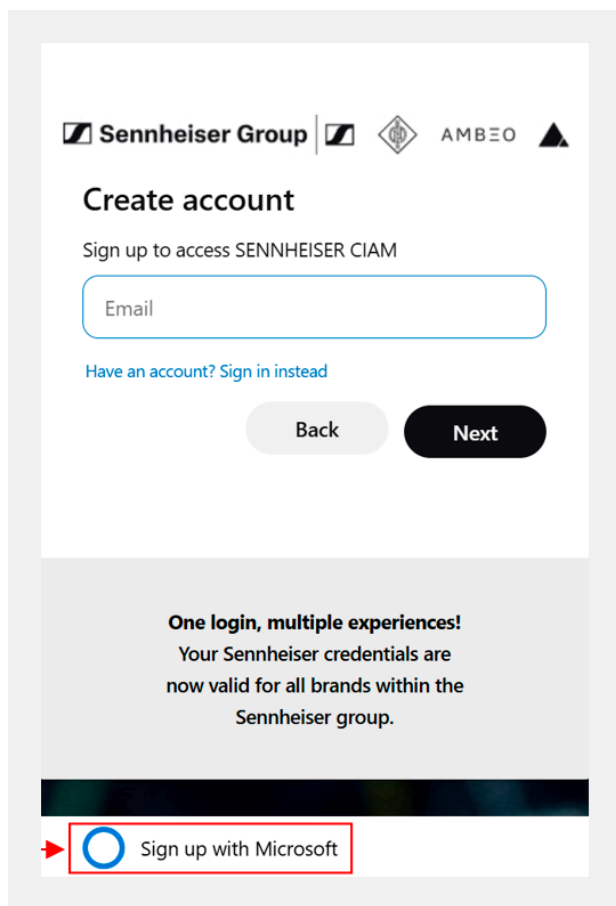 Sennheiser Group
AMBEO
Create account
Sign up to access SENNHEISER CIAM
Email
Have an account? Sign in instead
Back
Next
One login, multiple experiences!
Your Sennheiser credentials are
now valid for all brands within the
Sennheiser group.
Sign up with Microsoft